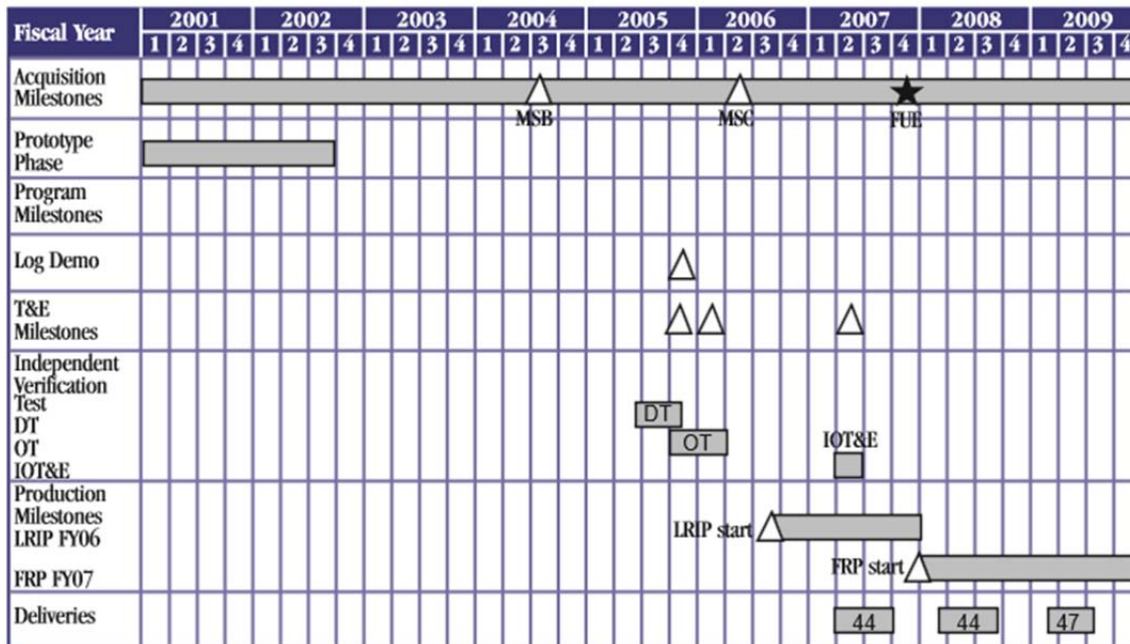 Fiscal Year 2001 2002 2003 2004 2005 2006 2007 2008 2009
1 2 3 4 1 2 3 4 1 2 3 4 1 2 3 4 1 2 3 4 1 2 3 4 1 2 3 4 1 2 3 4 1 2 3 4
Acquisition
Milestones
MSB MSC FUE
Prototype
Phase
Program
Milestones
Log Demo
T&E
Milestones
Independent
Verification
Test
DT
DT
OT
OT
IOT&E
IOT&E
Production
Milestones
LRIP FY06
LRIP start
FRP FY07
FRP start
Deliveries
44 44 47